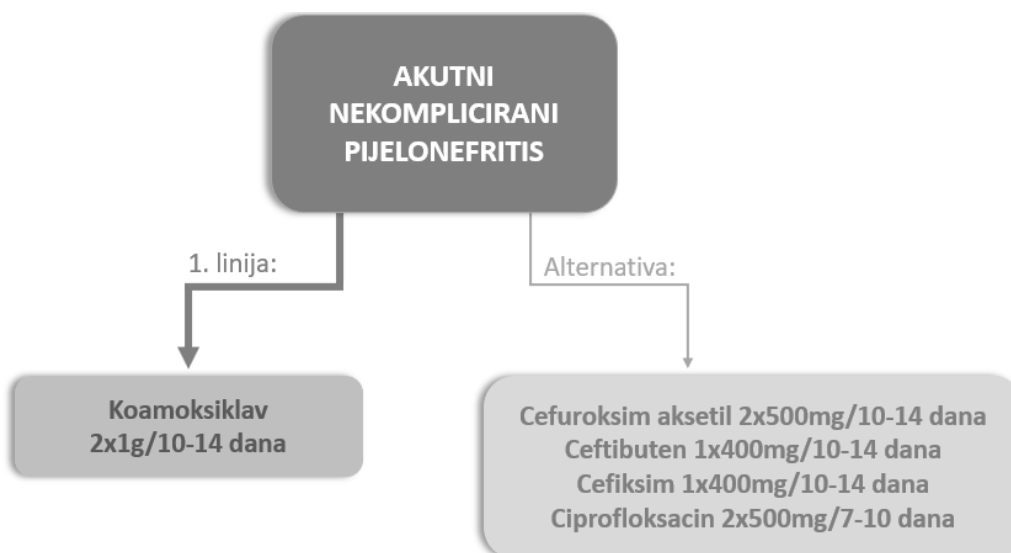 AKUTNI
NEKOMPLICIRANI
PIJELONEFRITIS
1. linija:
Alternativa:
Koamoksiklav
2x1g/10-14 dana
Cefuroksim aksetil 2x500mg/10-14 dana
Ceftibuten 1x400mg/10-14 dana
Cefiksim 1x400mg/10-14 dana
Ciprofloksacin 2x500mg/7-10 dana